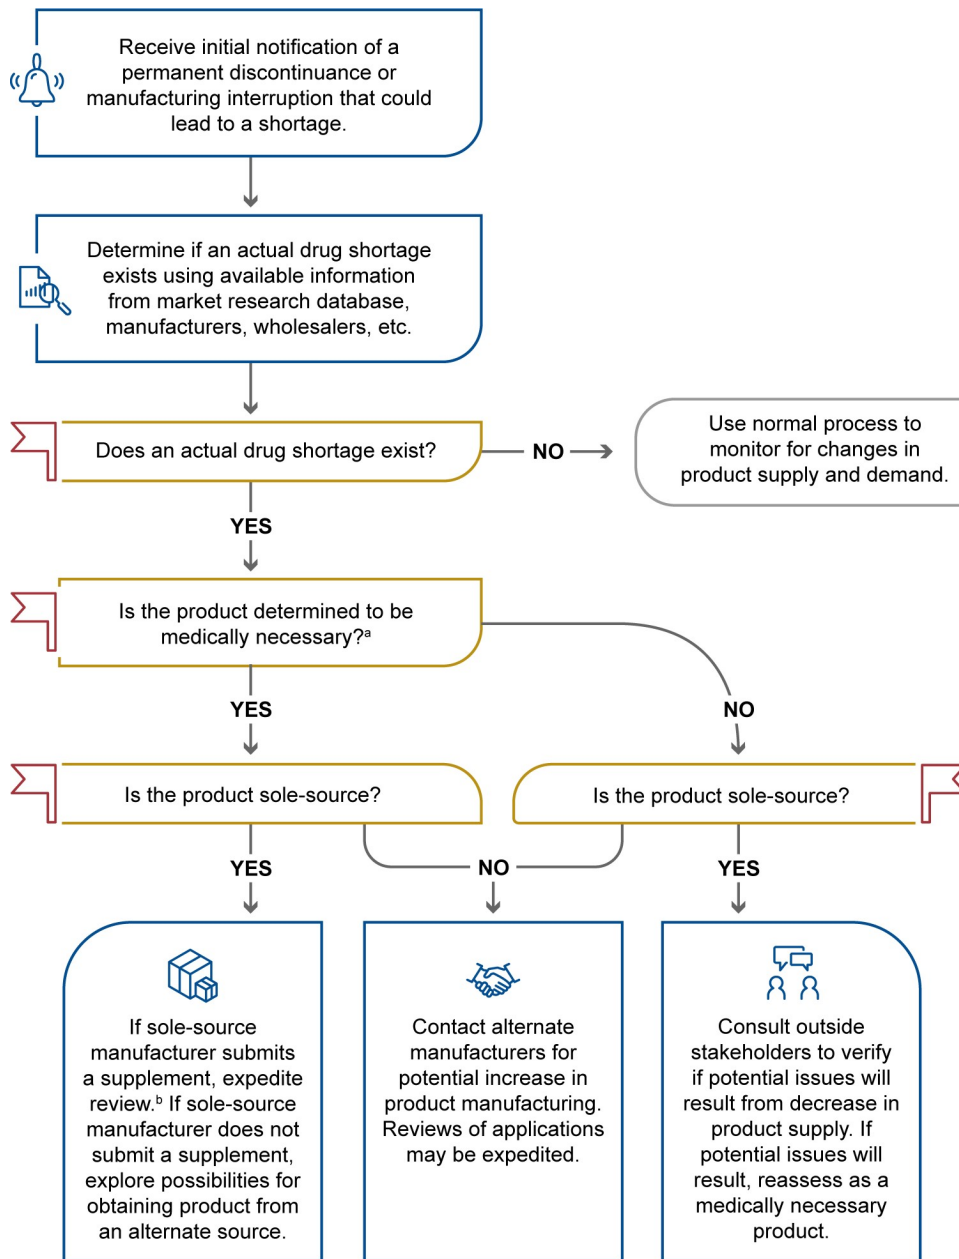 Receive initial notification of a
permanent discontinuance or
manufacturing interruption that could
lead to a shortage.
Determine if an actual drug shortage
exists using available information
from market research database,
manufacturers, wholesalers, etc.
Does an actual drug shortage exist?
NO
Use normal process to
monitor for changes in
product supply and demand.
YES
Is the product determined to be
medically necessary?ᵃ
YES
NO
Is the product sole-source?
Is the product sole-source?
YES
NO
YES
If sole-source
manufacturer submits
a supplement, expedite
review.ᵇ If sole-source
manufacturer does not
submit a supplement,
explore possibilities for
obtaining product from
an alternate source.
Contact alternate
manufacturers for
potential increase in
product manufacturing.
Reviews of applications
may be expedited.
Consult outside
stakeholders to verify
if potential issues will
result from decrease in
product supply. If
potential issues will
result, reassess as a
medically necessary
product.